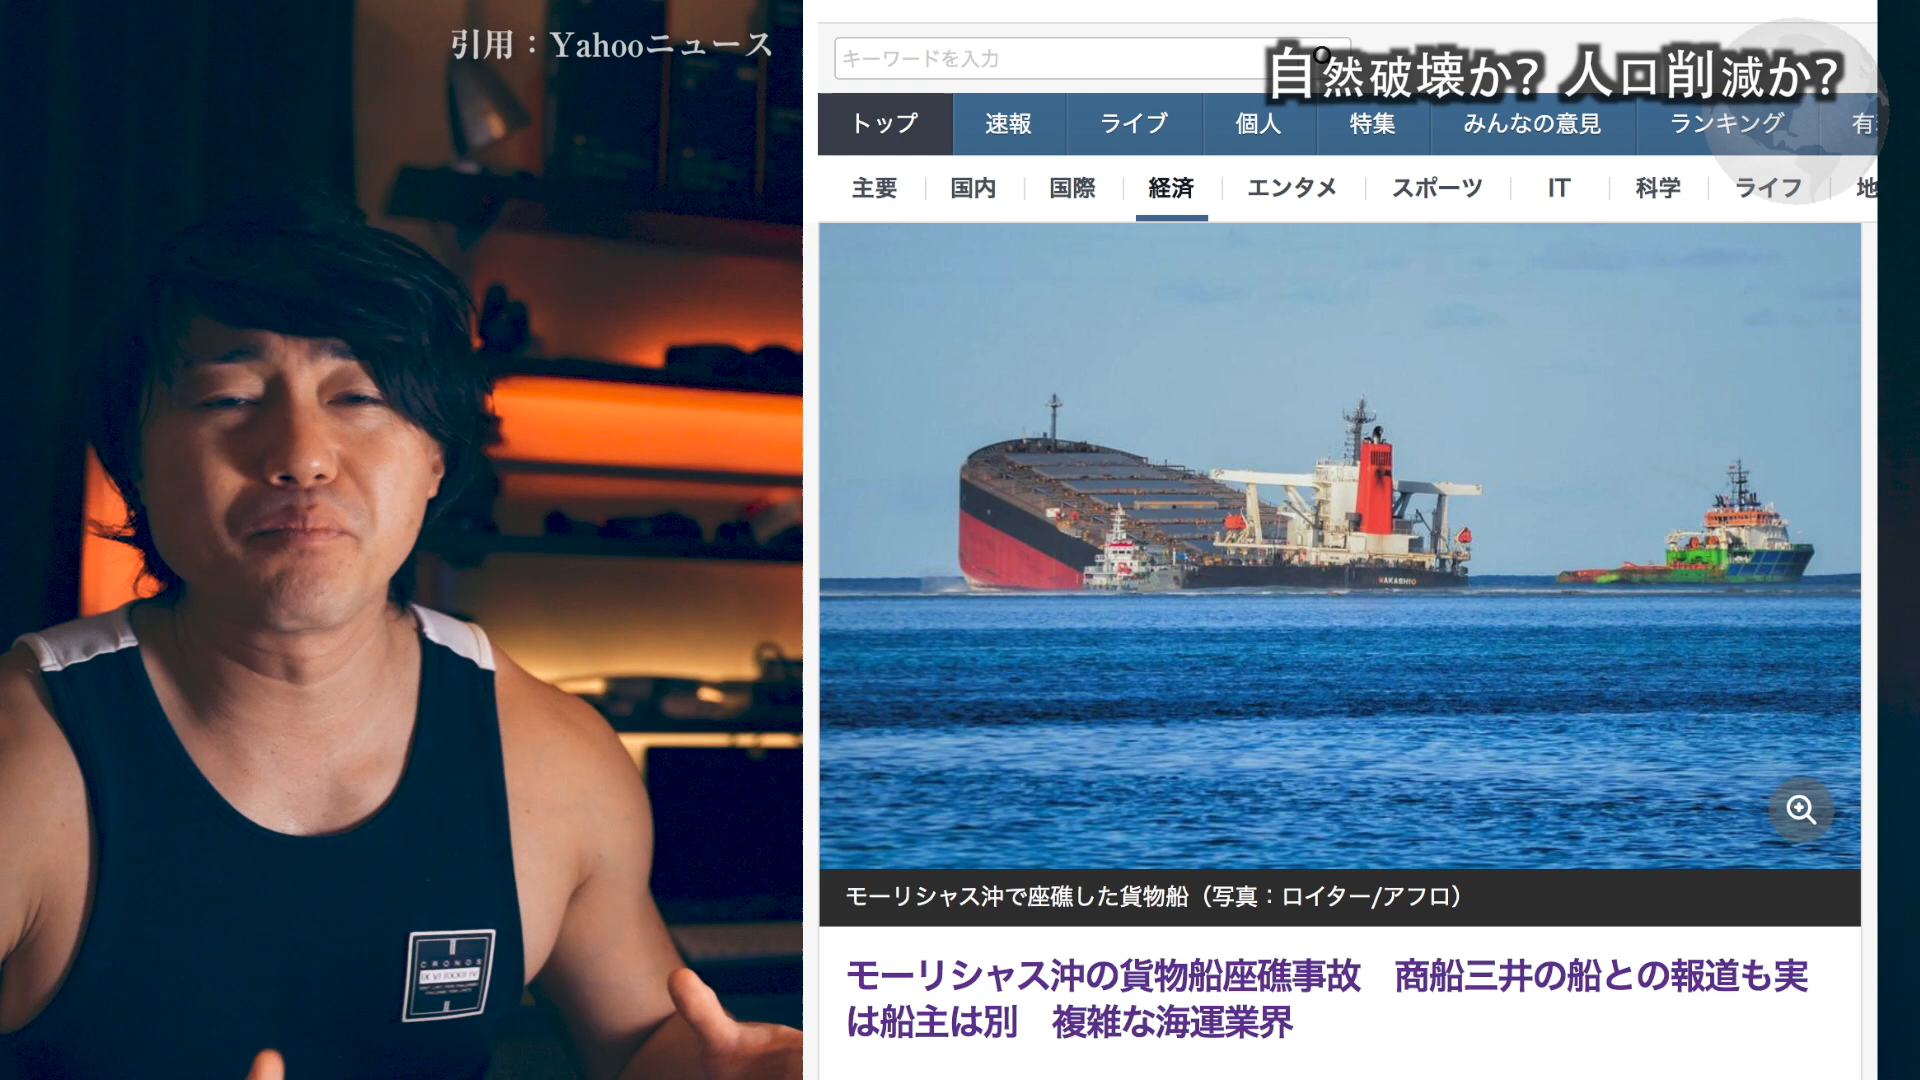 引用：Yahooニュース
キーワードを入力
自然破壊か? 人口削減か?
トップ 速報 ライブ 個人 特集 みんなの意見 ランキング 有
主要 国内 国際 経済 エンタメ スポーツ IT 科学 ライフ 地
WAKASHIO
モーリシャス沖で座礁した貨物船（写真：ロイター/アフロ）
モーリシャス沖の貨物船座礁事故　商船三井の船との報道も実
は船主は別　複雑な海運業界
CRONOS